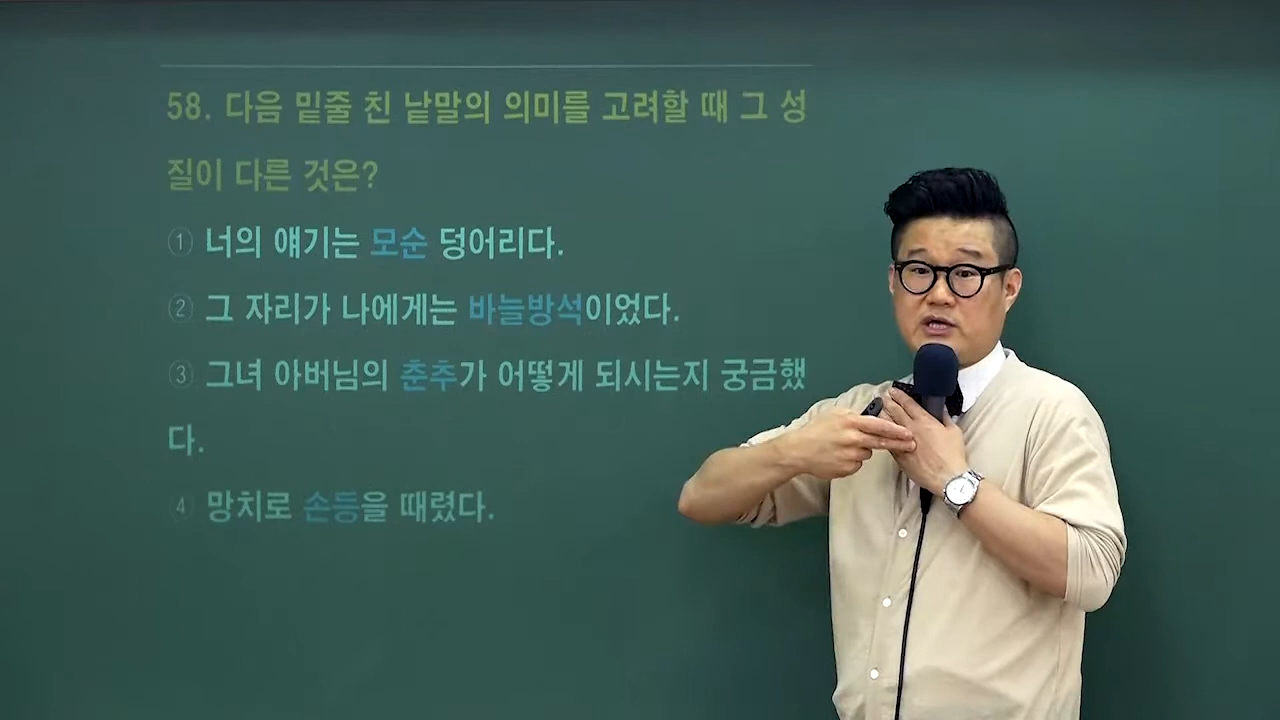 58. 다음 밑줄 친 낱말의 의미를 고려할 때 그 성
질이 다른 것은?
① 너의 얘기는 모순 덩어리다.
② 그 자리가 나에게는 바늘방석이었다.
③ 그녀 아버님의 춘추가 어떻게 되시는지 궁금했
다.
④ 망치로 손등을 때렸다.